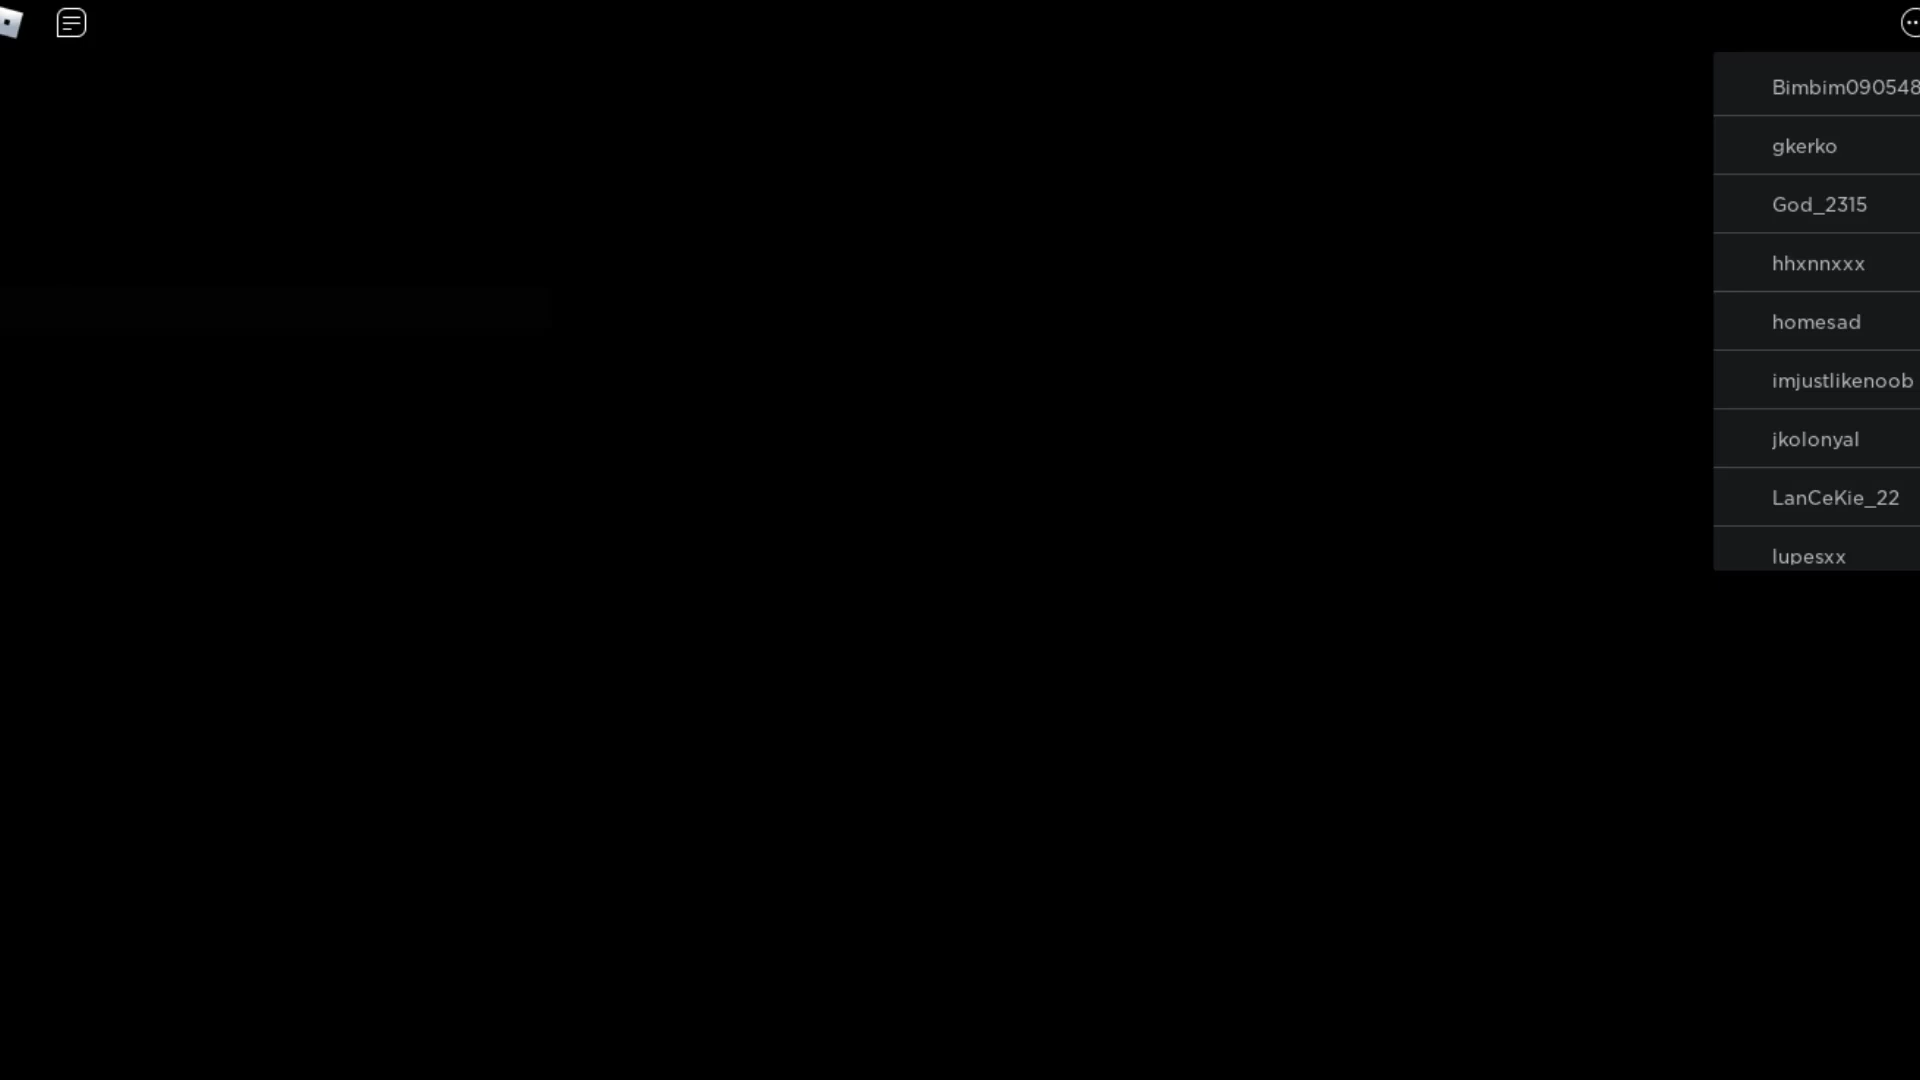 Bimbim090548
gkerko
God_2315
hhxnnxxx
homesad
imjustlikenoob
jkolonyal
LanCeKie_22
lupesxx